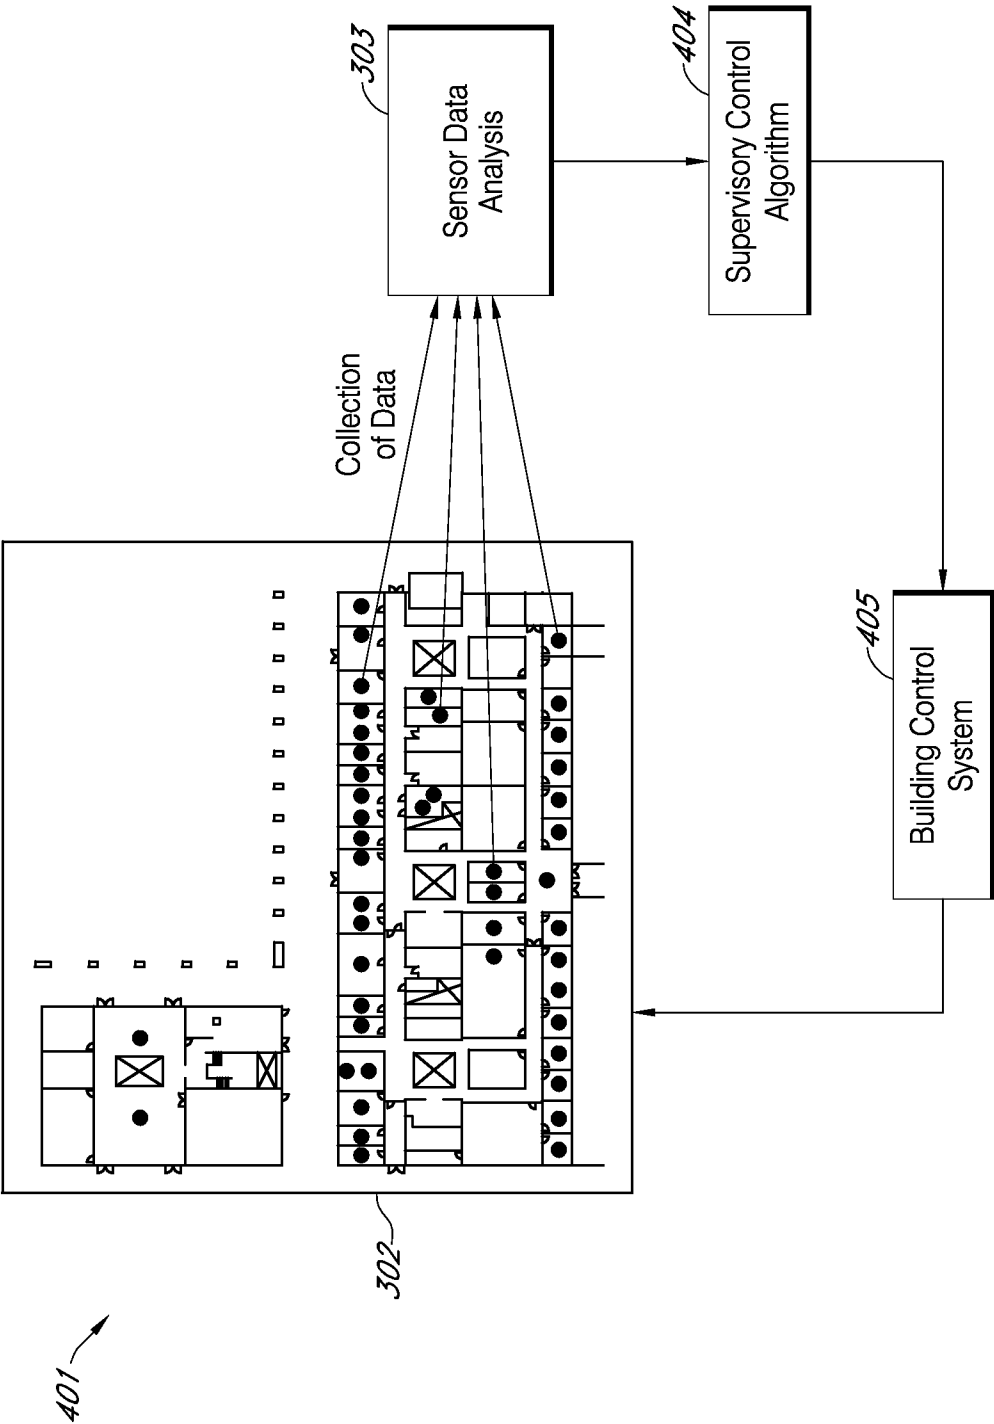 401
302
Collection
of Data
303
Sensor Data
Analysis
404
Supervisory Control
Algorithm
405
Building Control
System